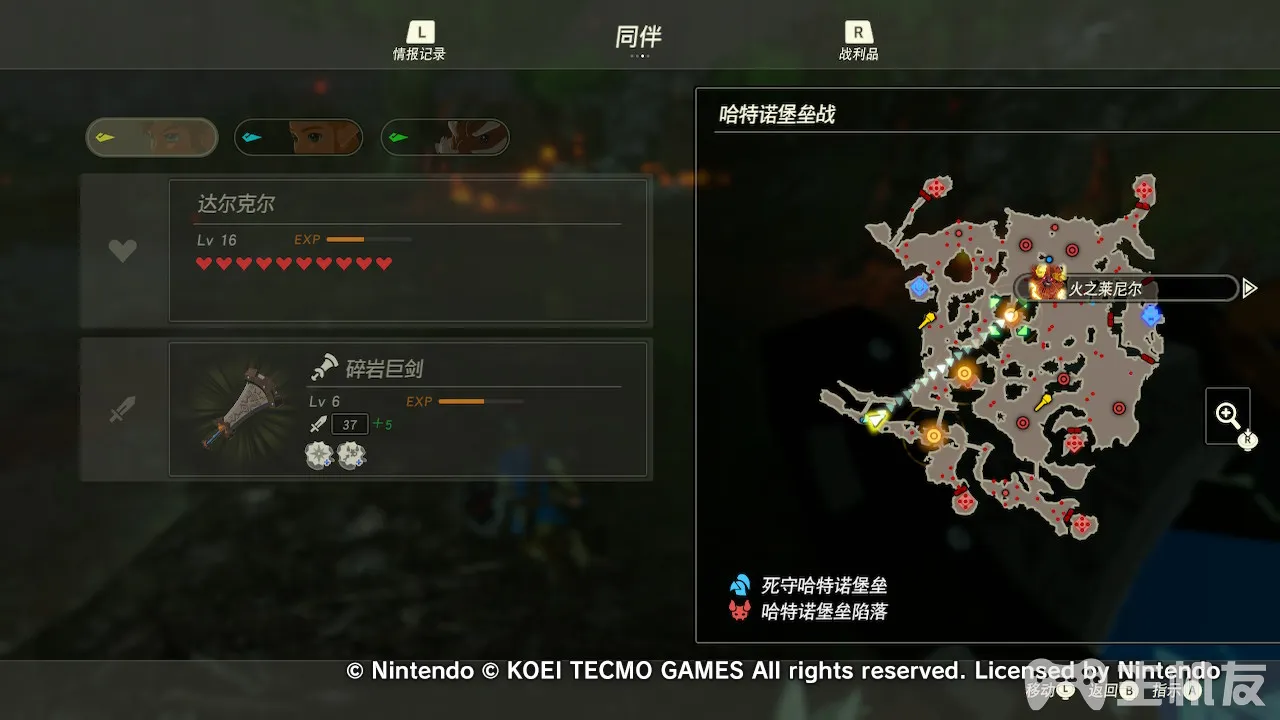 L
情报记录
同伴
R
战利品
达尔克尔
Lv 16
EXP
碎岩巨剑
Lv 6
EXP
37 +5
哈特诺堡垒战
火之莱尼尔
R
死守哈特诺堡垒
哈特诺堡垒陷落
© Nintendo © KOEI TECMO GAMES All rights reserved. Licensed by Nintendo
移动 L 返回 B 指示 A
主机友